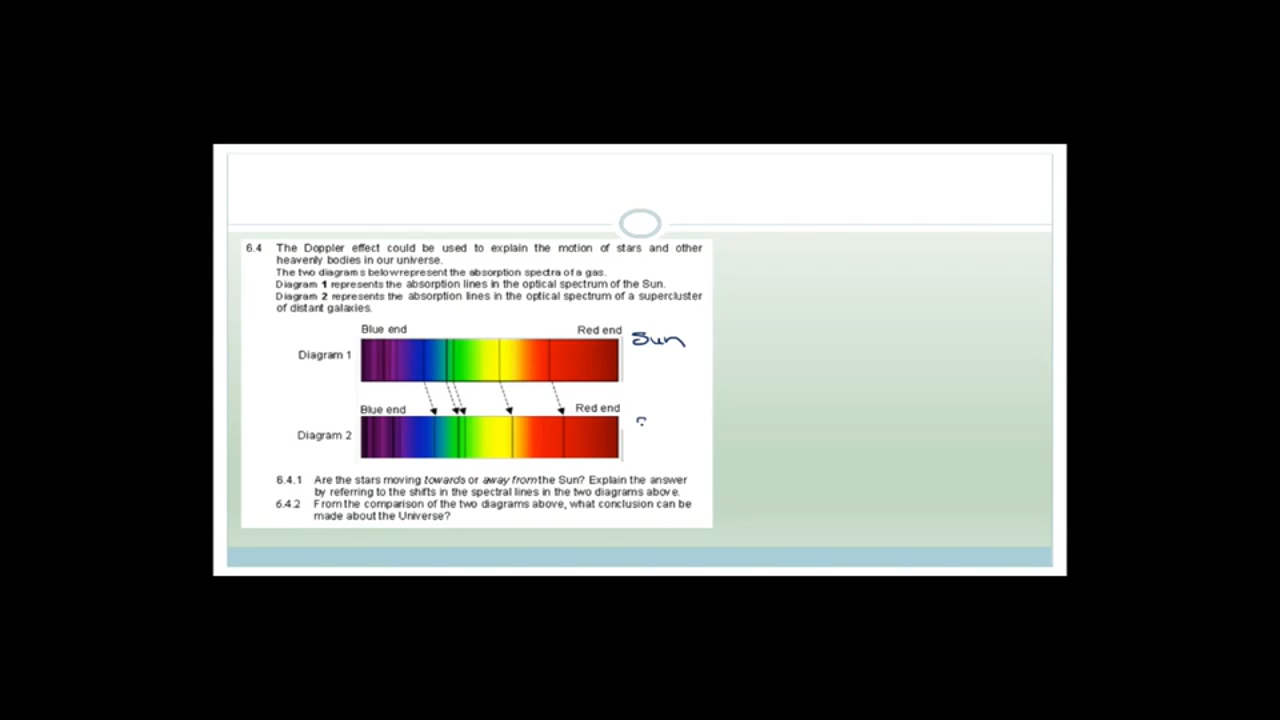 6.4 The Doppler effect could be used to explain the motion of stars and other
heavenly bodies in our universe.
The two diagrams below represent the absorption spectra of a gas.
Diagram 1 represents the absorption lines in the optical spectrum of the Sun.
Diagram 2 represents the absorption lines in the optical spectrum of a supercluster
of distant galaxies.
Blue end Red end
Sun
Diagram 1
Blue end Red end
Diagram 2
6.4.1 Are the stars moving towards or away from the Sun? Explain the answer
by referring to the shifts in the spectral lines in the two diagrams above.
6.4.2 From the comparison of the two diagrams above, what conclusion can be
made about the Universe?